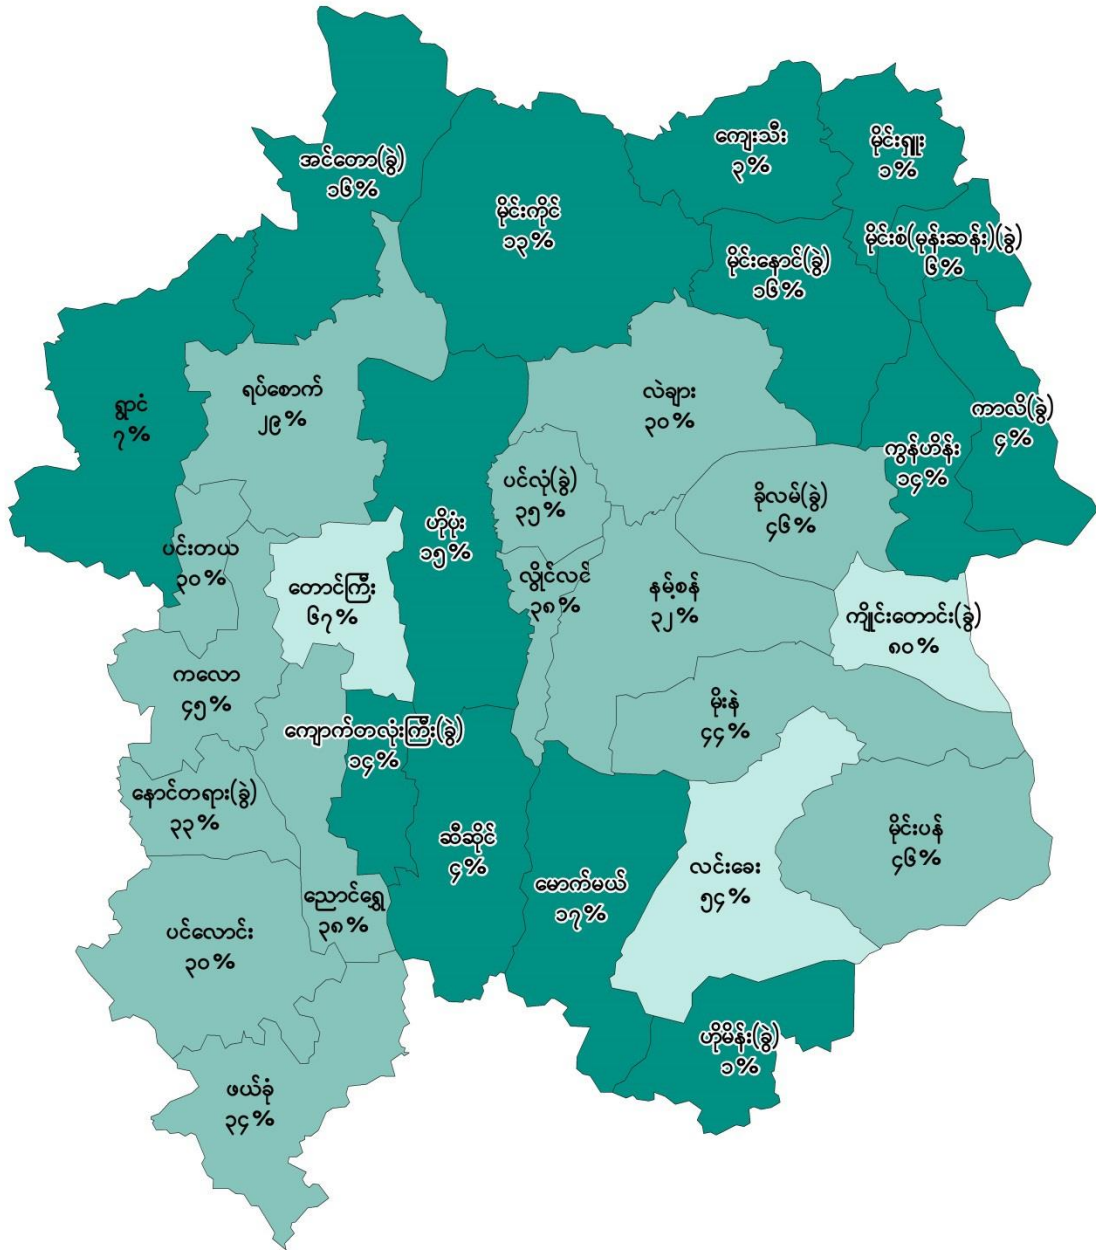 ကျေးသီး
၃%
မိုင်းရှူး
၁%
အင်တော(ခွဲ)
၁၆%
မိုင်းကိုင်
၁၃%
မိုင်းစံ(မုန်းဆန်း)(ခွဲ)
၆%
မိုင်းနောင်(ခွဲ)
၁၆%
ရပ်စောက်
၂၉%
လဲချား
၃၀%
ရွာငံ
၇%
ကာလိ(ခွဲ)
၄%
ကွန်ဟိန်း
၁၄%
ပင်လုံ(ခွဲ)
၃၅%
ခိုလမ်(ခွဲ)
၄၆%
ဟိုပုံး
၁၅%
ပင်းတယ
၃၀%
လွိုင်လင်
၃၈%
နမ့်စန်
၃၂%
တောင်ကြီး
၆၇%
ကျိုင်းတောင်း(ခွဲ)
၈၀%
ကလော
၄၅%
မိုးနဲ
၄၄%
ကျောက်တလုံးကြီး(ခွဲ)
၁၄%
နောင်တရား(ခွဲ)
၃၃%
ဆီဆိုင်
၄%
မိုင်းပန်
၄၆%
လင်းခေး
၅၄%
မောက်မယ်
၁၇%
ညောင်ရွှေ
၃၈%
ပင်လောင်း
၃၀%
ဟိုမိန်း(ခွဲ)
၁%
ဖယ်ခုံ
၃၄%